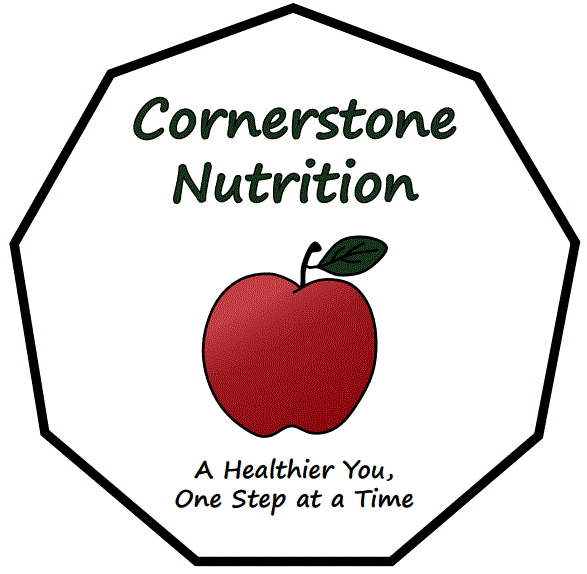 Cornerstone
Nutrition
A Healthier You,
One Step at a Time